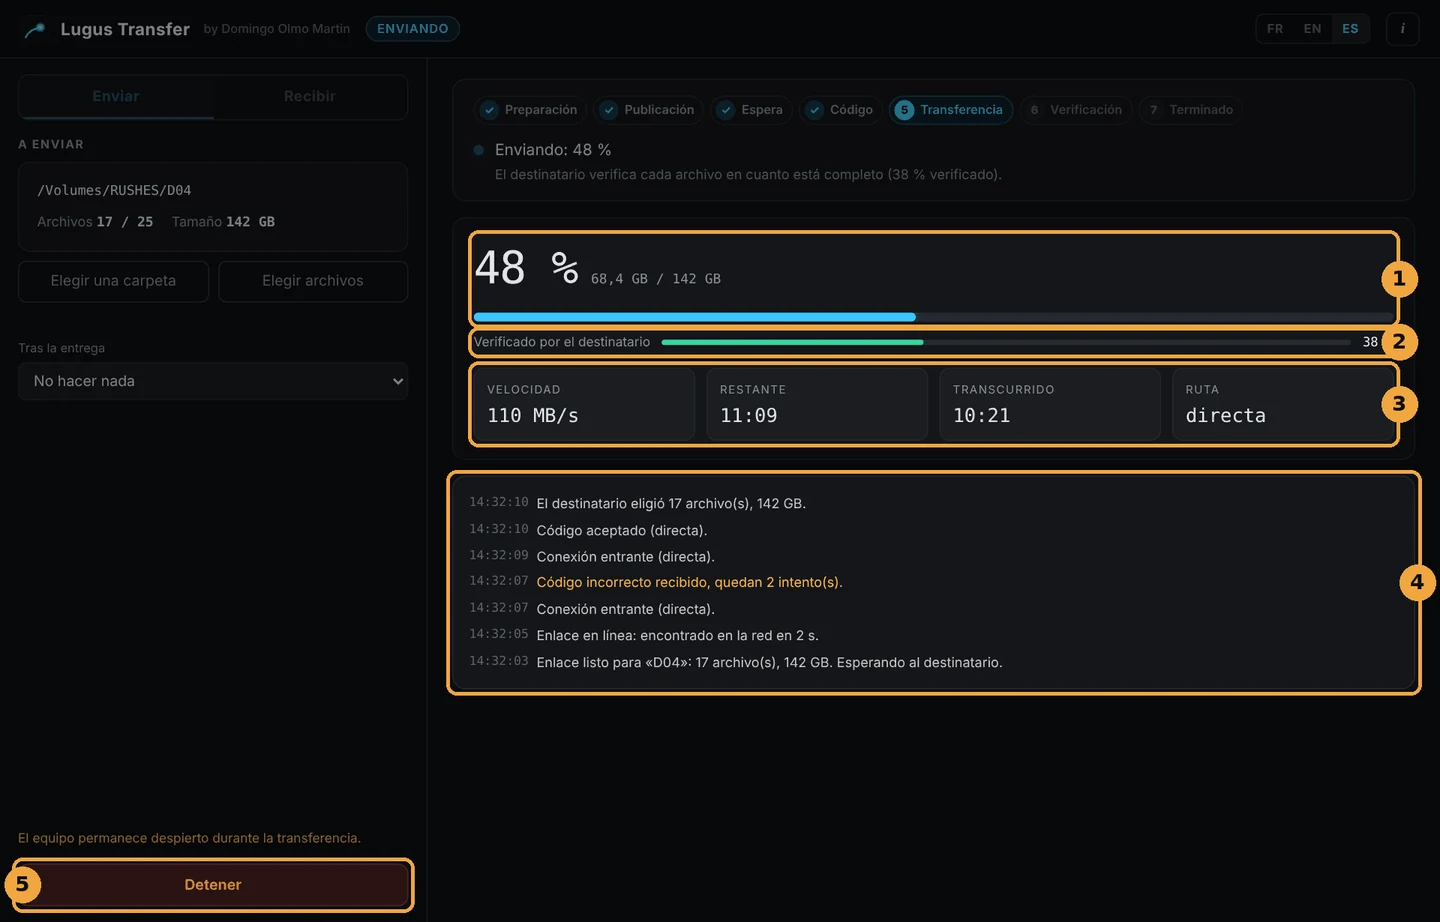 Lugus Transfer by Domingo Olmo Martin ENVIANDO FR EN ES i
Enviar Recibir
A ENVIAR
/Volumes/RUSHES/D04
Archivos 17 / 25 Tamaño 142 GB
Elegir una carpeta Elegir archivos
Tras la entrega
No hacer nada
El equipo permanece despierto durante la transferencia.
5 Detener
Preparación Publicación Espera Código 5 Transferencia 6 Verificación 7 Terminado
Enviando: 48 %
El destinatario verifica cada archivo en cuanto está completo (38 % verificado).
48 % 68,4 GB / 142 GB
1
Verificado por el destinatario 38
2
VELOCIDAD RESTANTE TRANSCURRIDO RUTA
110 MB/s 11:09 10:21 directa
3
14:32:10 El destinatario eligió 17 archivo(s), 142 GB.
14:32:10 Código aceptado (directa).
14:32:09 Conexión entrante (directa).
14:32:07 Código incorrecto recibido, quedan 2 intento(s).
14:32:07 Conexión entrante (directa).
14:32:05 Enlace en línea: encontrado en la red en 2 s.
14:32:03 Enlace listo para «D04»: 17 archivo(s), 142 GB. Esperando al destinatario.
4